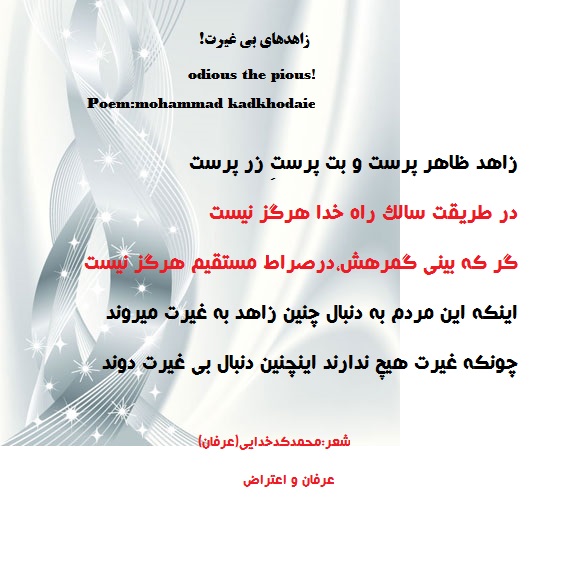 زاهدهای بی غیرت!
odious the pious!
Poem:mohammad kadkhodaie
زاهد ظاهر پرست و بت پرستِ زر پرست
در طریقت سالك راه خدا هرگز نیست
گر که بینی گمرهش،درصراط مستقیم هرگز نیست
اینکه این مردم به دنبال چنین زاهد به غیرت میروند
چونکه غیرت هیچ ندارند اینچنین دنبال بی غیرت دوند
شعر:محمدکدخدایی(عرفان)
عرفان و اعتراض